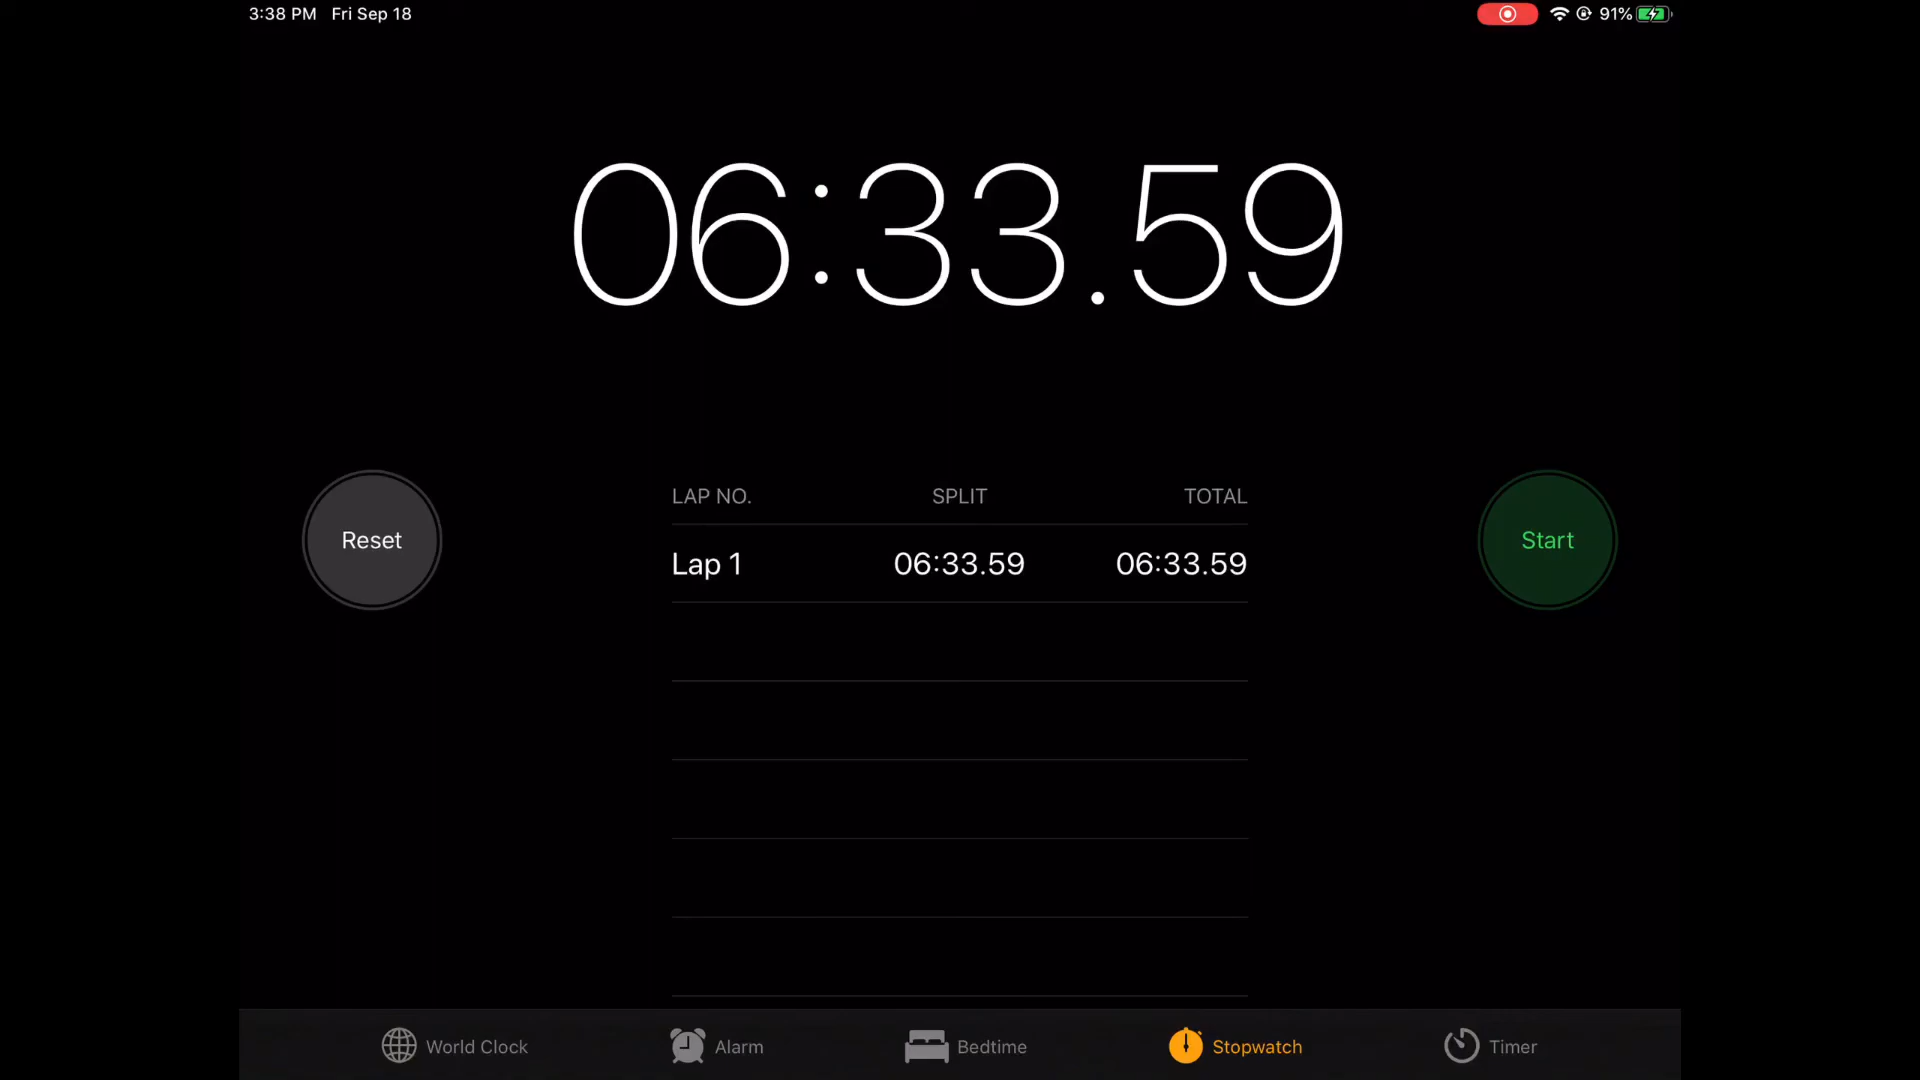 3:38 PM Fri Sep 18 91%
06:33.59
LAP NO. SPLIT TOTAL
Reset
Lap 1 06:33.59 06:33.59
Start
World Clock Alarm Bedtime Stopwatch Timer